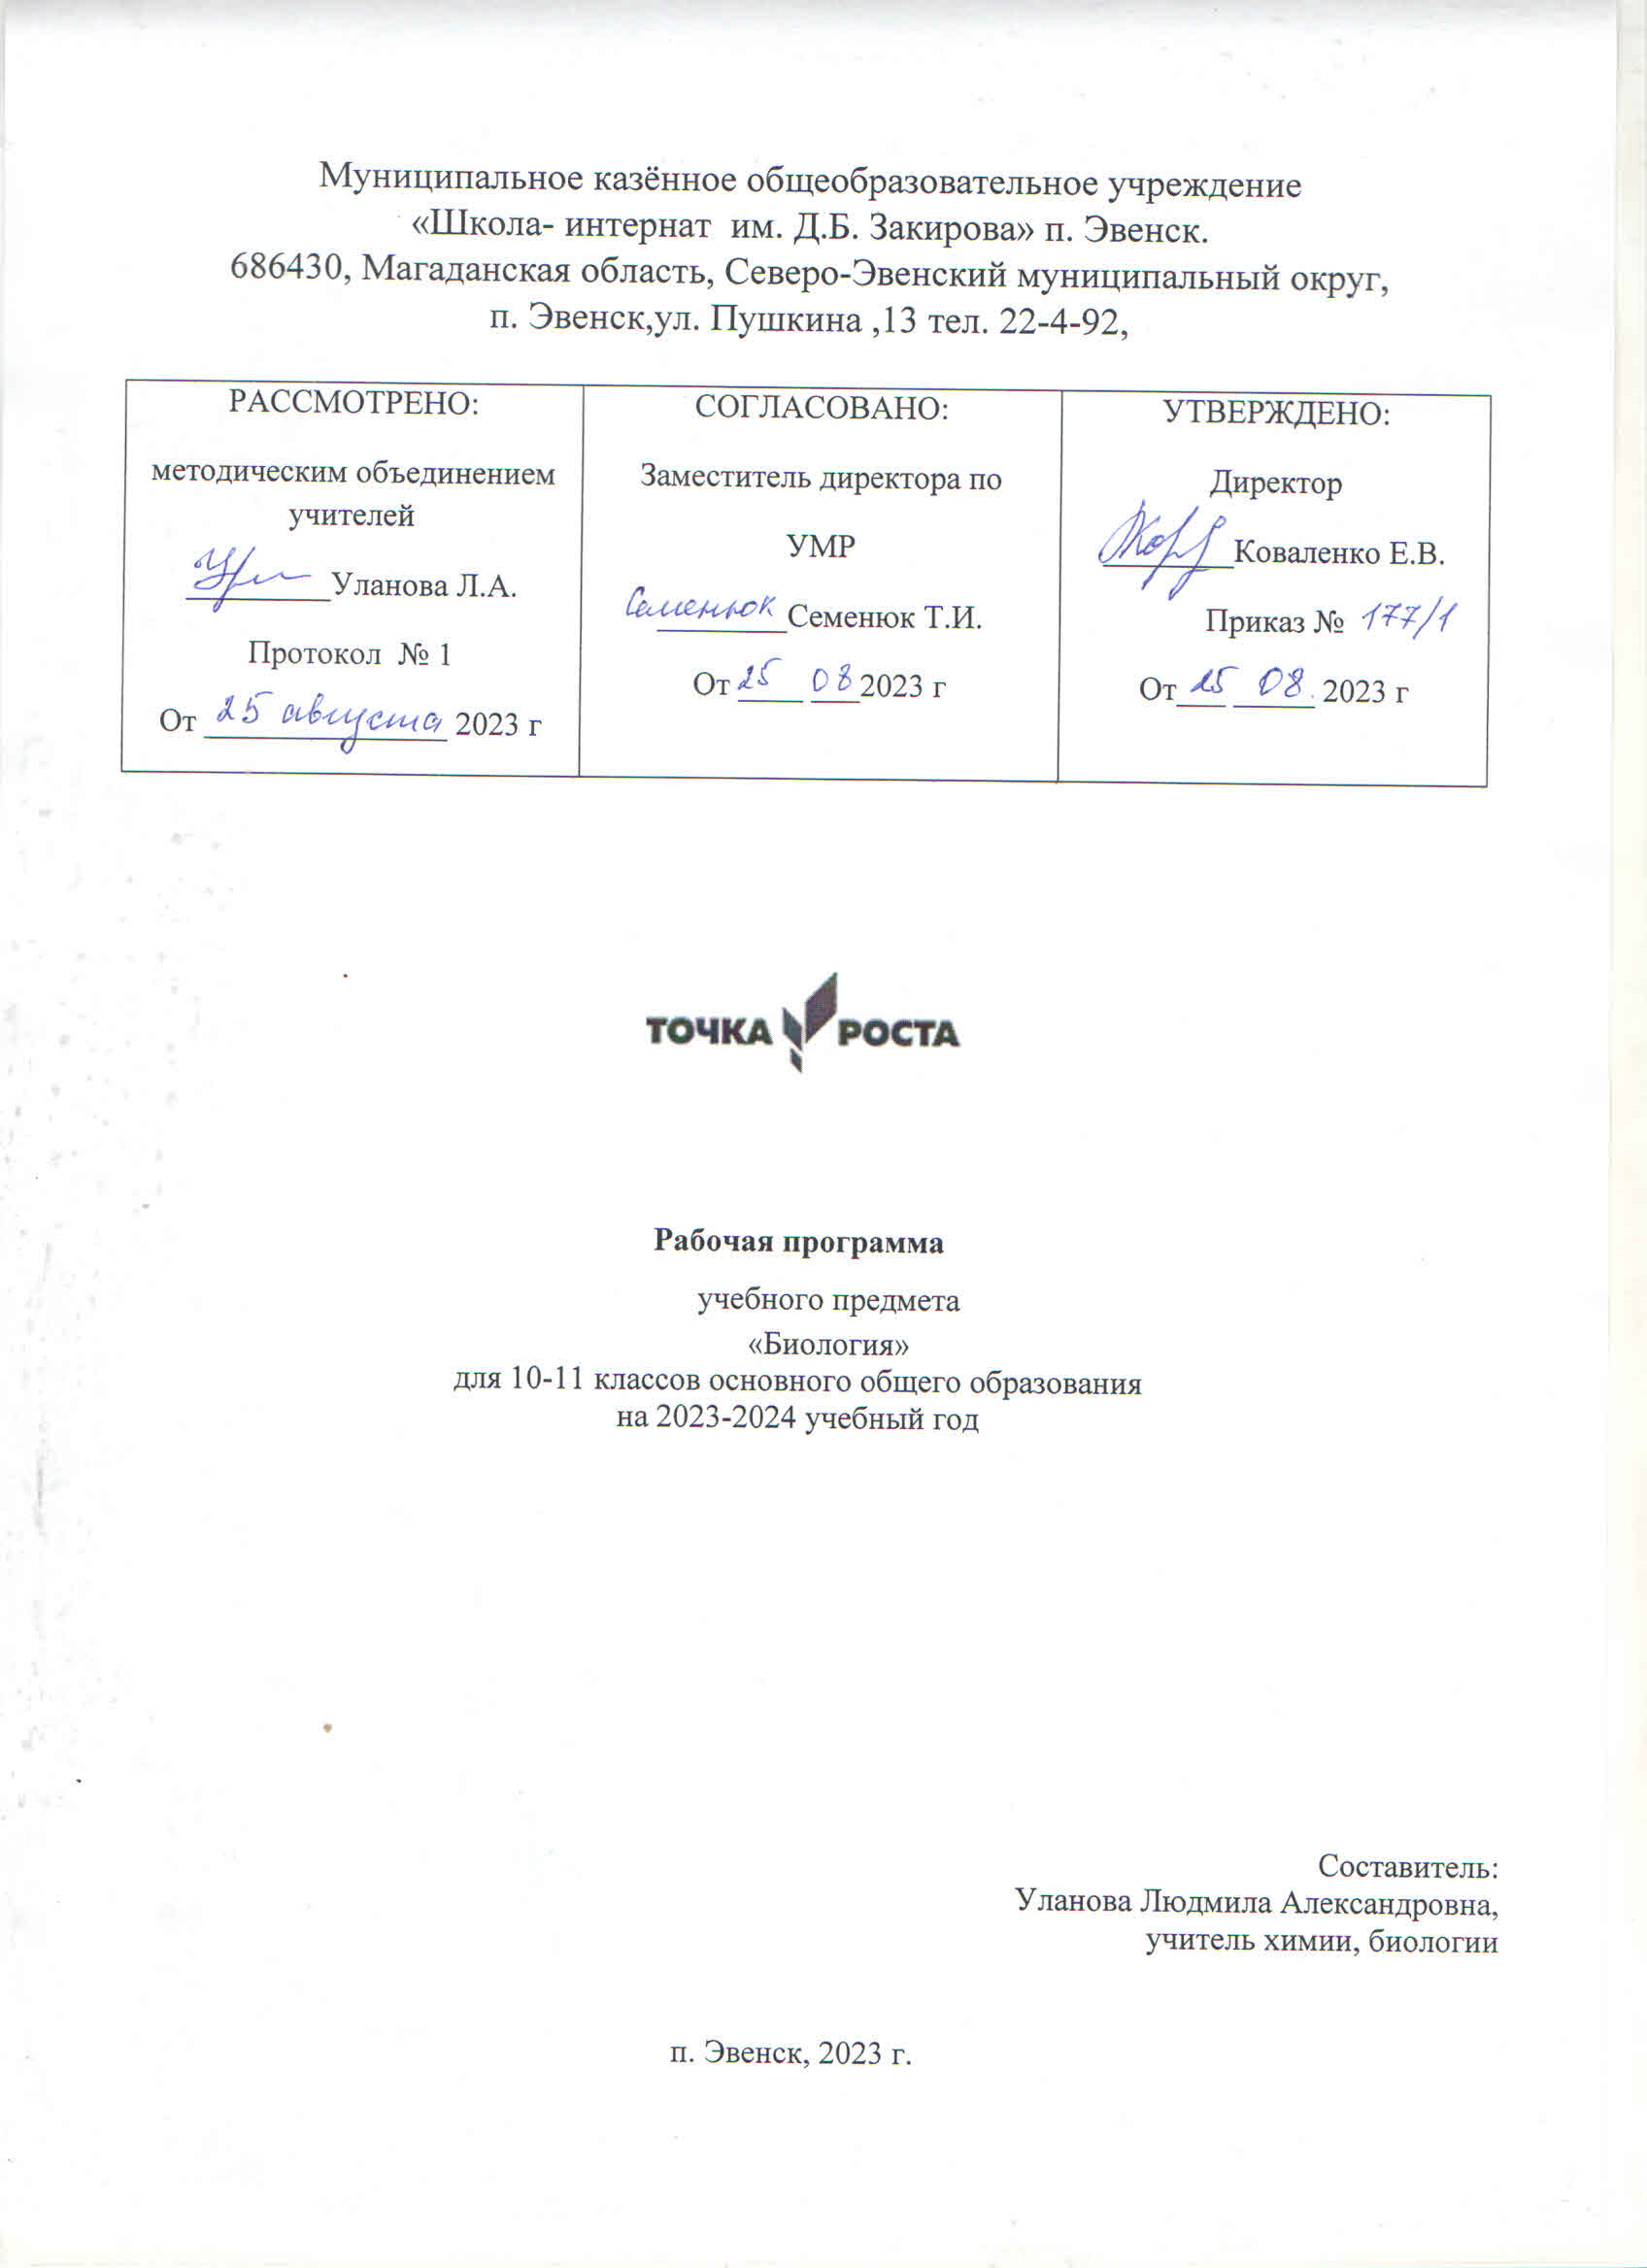 Муниципальное казённое общеобразовательное учреждение
«Школа- интернат им. Д.Б. Закирова» п. Эвенск.
686430, Магаданская область, Северо-Эвенский муниципальный округ,
п. Эвенск,ул. Пушкина ,13 тел. 22-4-92,
РАССМОТРЕНО:
методическим объединением
учителей
Уланова Л.А.
Протокол № 1
От 25 августа 2023 г
СОГЛАСОВАНО:
Заместитель директора по
УМР
Семенюк Семенюк Т.И.
От 25 08 2023 г
УТВЕРЖДЕНО:
Директор
Коваленко Е.В.
Приказ № 177/1
От 25 08. 2023 г
ТОЧКА РОСТА
Рабочая программа
учебного предмета
«Биология»
для 10-11 классов основного общего образования
на 2023-2024 учебный год
Составитель:
Уланова Людмила Александровна,
учитель химии, биологии
п. Эвенск, 2023 г.